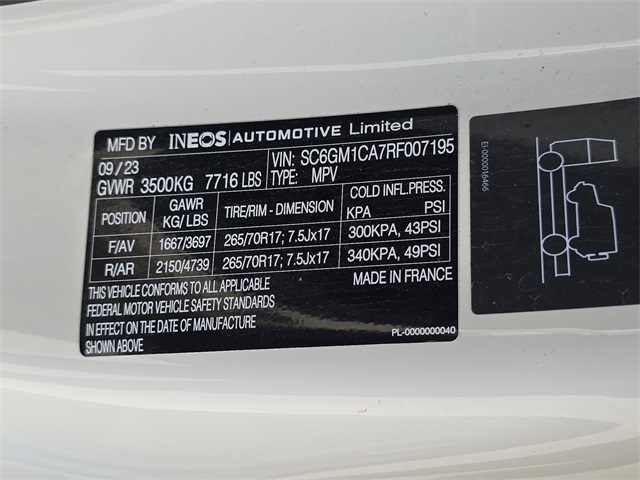 MFD BY INEOS | AUTOMOTIVE Limited
09 / 23 VIN: SC6GM1CA7RF007195
GVWR 3500KG 7716 LBS TYPE: MPV
POSITION GAWR KG/LBS TIRE/RIM - DIMENSION COLD INFL.PRESS. KPA PSI
F/AV 1667/3697 265/70R17; 7.5Jx17 300KPA, 43PSI
R/AR 2150/4739 265/70R17; 7.5Jx17 340KPA, 49PSI
THIS VEHICLE CONFORMS TO ALL APPLICABLE MADE IN FRANCE
FEDERAL MOTOR VEHICLE SAFETY STANDARDS
IN EFFECT ON THE DATE OF MANUFACTURE
SHOWN ABOVE PL-0000000040
EI-0000016466